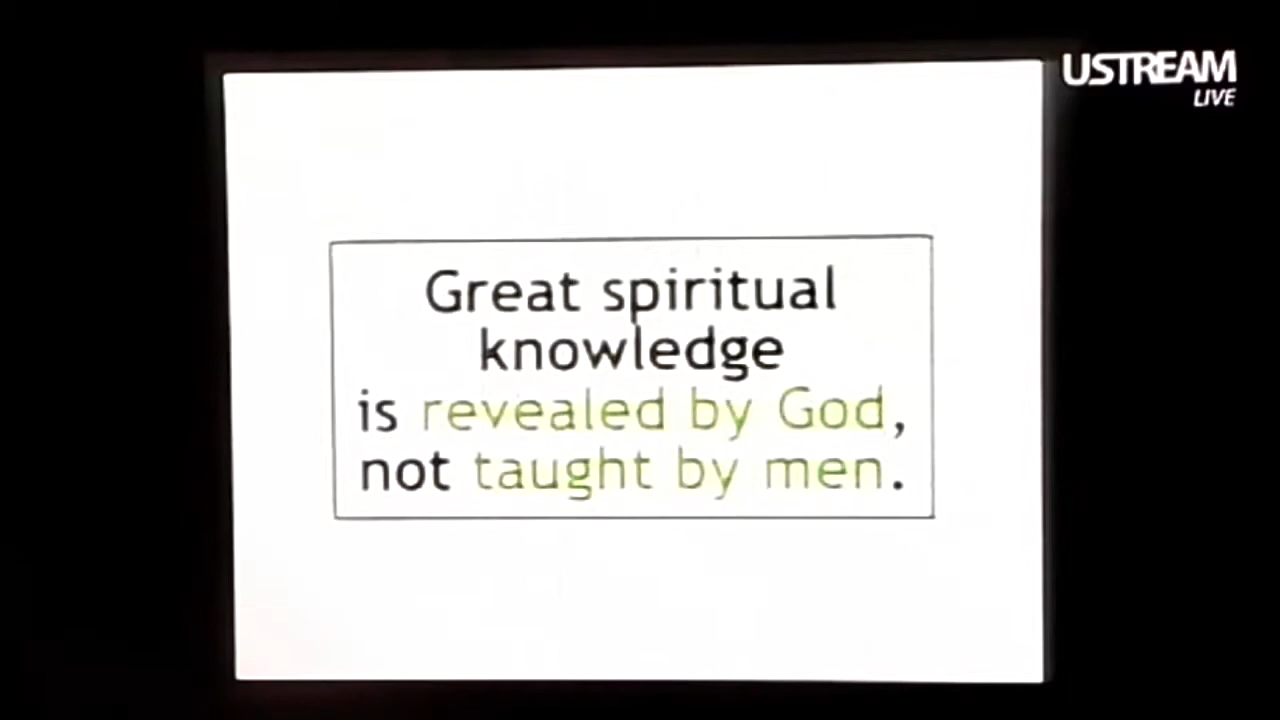 USTREAM
LIVE
Great spiritual
knowledge
is revealed by God,
not taught by men.